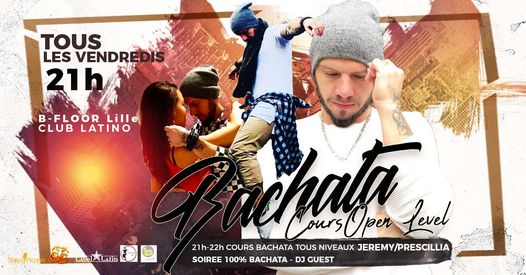 TOUS
LES VENDREDIS
21h
B-FLOOR Lille
CLUB LATINO
Bachata
Cours Open Level
21h-22h COURS BACHATA TOUS NIVEAUX JEREMY/PRESCILLIA
SOIREE 100% BACHATA - DJ GUEST